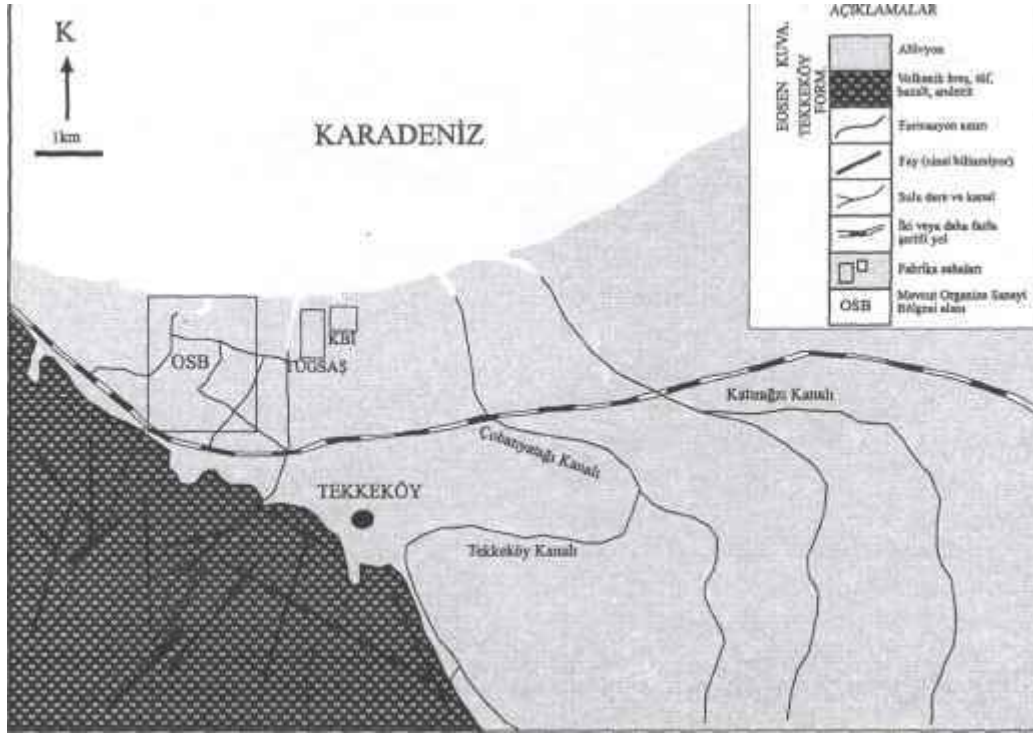 K
1km
KARADENİZ
OSB
TÜGSAŞ
KBİ
TEKKEKÖY
Çobanyatağı Kanalı
Tekkeköy Kanalı
Katırağzı Kanalı
AÇIKLAMALAR
EOSEN KUVA.
TEKKEKÖY
FORM.
Alüvyon
Volkanik breş, tüf,
bazalt, andezit
Formasyon sınırı
Fay (cinsi bilinmiyor)
Sulu dere ve kanal
İki veya daha fazla
şeritli yol
Fabrika sahaları
OSB
Mevcut Organize Sanayi
Bölgesi alanı